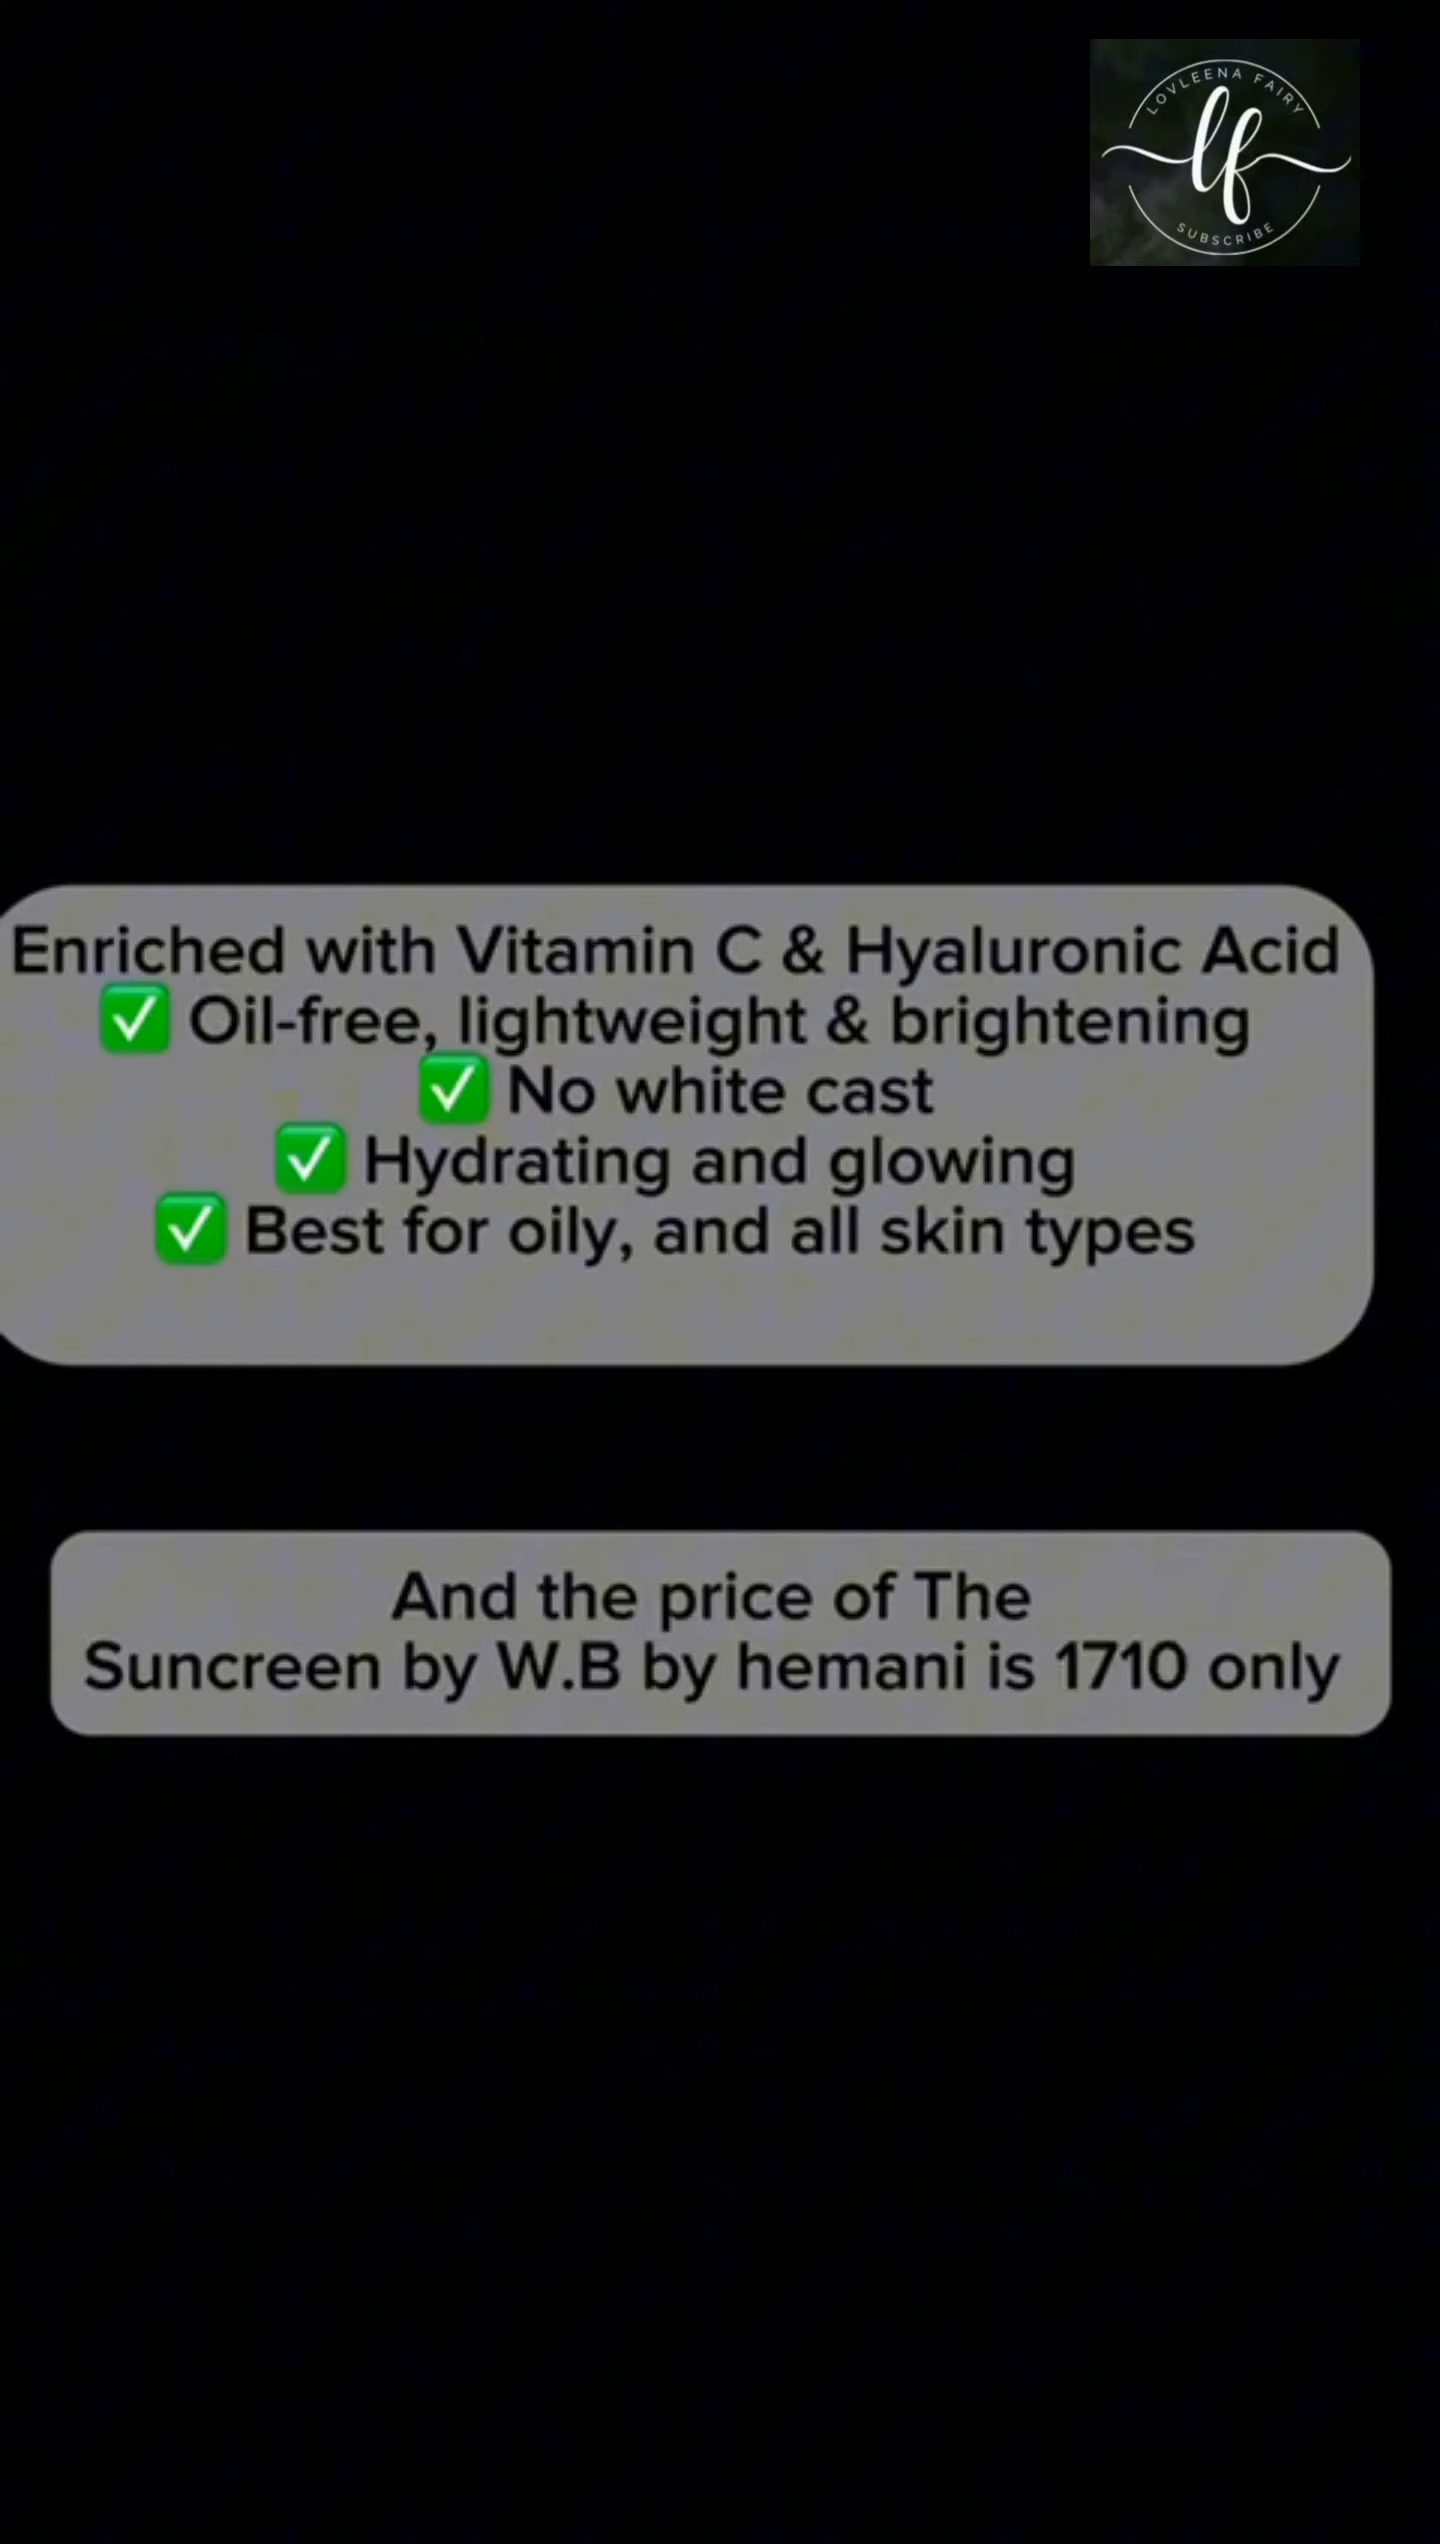 LOVLEENA FAIRY
lf
SUBSCRIBE
Enriched with Vitamin C & Hyaluronic Acid
✅ Oil-free, lightweight & brightening
✅ No white cast
✅ Hydrating and glowing
✅ Best for oily, and all skin types
And the price of The
Suncreen by W.B by hemani is 1710 only